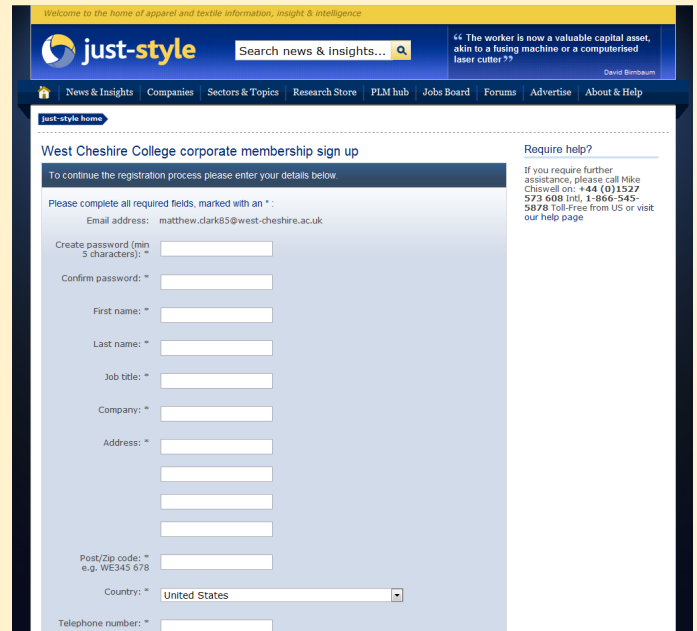 Welcome to the home of apparel and textile information, insight & intelligence
just-style
Search news & insights...
“ The worker is now a valuable capital asset,
akin to a fusing machine or a computerised
laser cutter ”
David Birnbaum
News & Insights
Companies
Sectors & Topics
Research Store
PLM hub
Jobs Board
Forums
Advertise
About & Help
just-style home
West Cheshire College corporate membership sign up
To continue the registration process please enter your details below.
Please complete all required fields, marked with an * :
Email address: matthew.clark85@west-cheshire.ac.uk
Create password (min
5 characters): *
Confirm password: *
First name: *
Last name: *
Job title: *
Company: *
Address: *
Post/Zip code: *
e.g. WE345 678
Country: * United States
Telephone number: *
Require help?
If you require further
assistance, please call Mike
Chiswell on: +44 (0)1527
573 608 Intl, 1-866-545-
5878 Toll-Free from US or visit
our help page